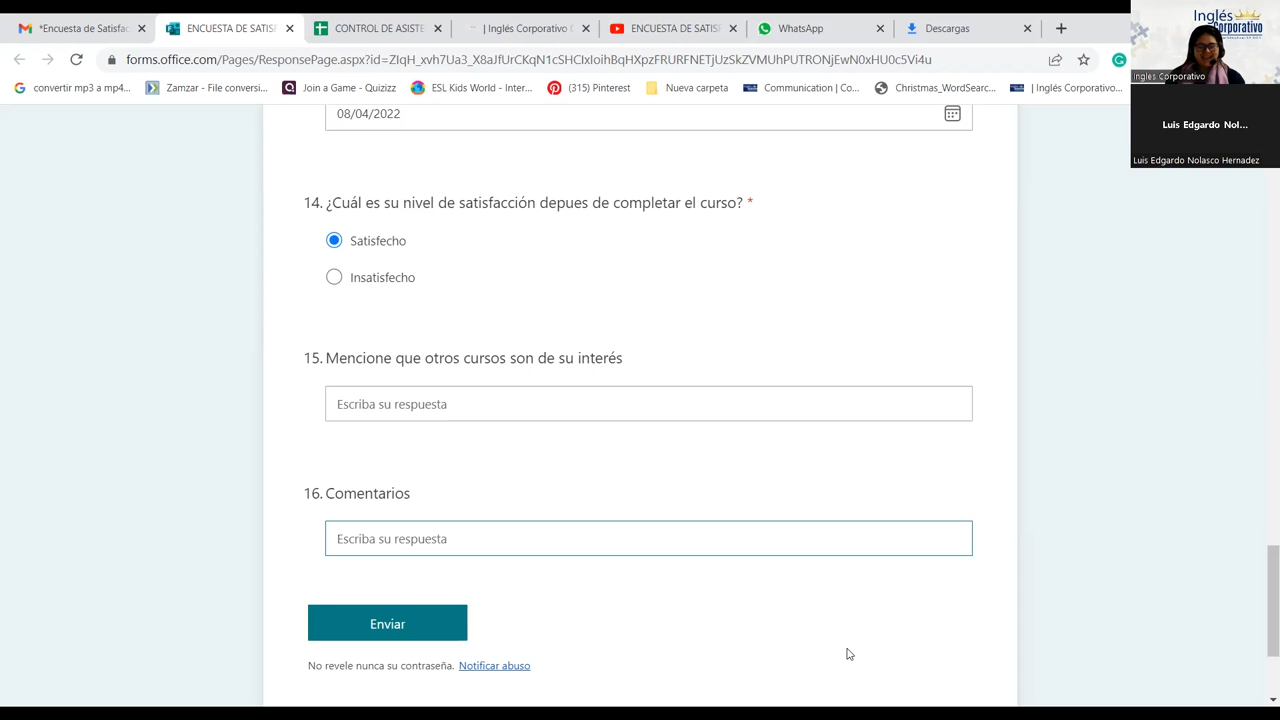 *Encuesta de Satisfac
ENCUESTA DE SATISF
CONTROL DE ASISTE
| Inglés Corporativo
ENCUESTA DE SATISF
WhatsApp
Descargas
forms.office.com/Pages/ResponsePage.aspx?
convertir mp3 a mp4...
Zamzar - File conversi...
Join a Game - Quizizz
ESL Kids World - Inter...
(315) Pinterest
Nueva carpeta
Communication | Co...
Christmas_WordSearc...
| Inglés Corporativo...
Inglés
Corporativo
Ingles Corporativo
Luis Edgardo Nol...
Luis Edgardo Nolasco Hernadez
08/04/2022
14. ¿Cuál es su nivel de satisfacción depues de completar el curso? *
Satisfecho
Insatisfecho
15. Mencione que otros cursos son de su interés
Escriba su respuesta
16. Comentarios
Escriba su respuesta
Enviar
No revele nunca su contraseña. Notificar abuso